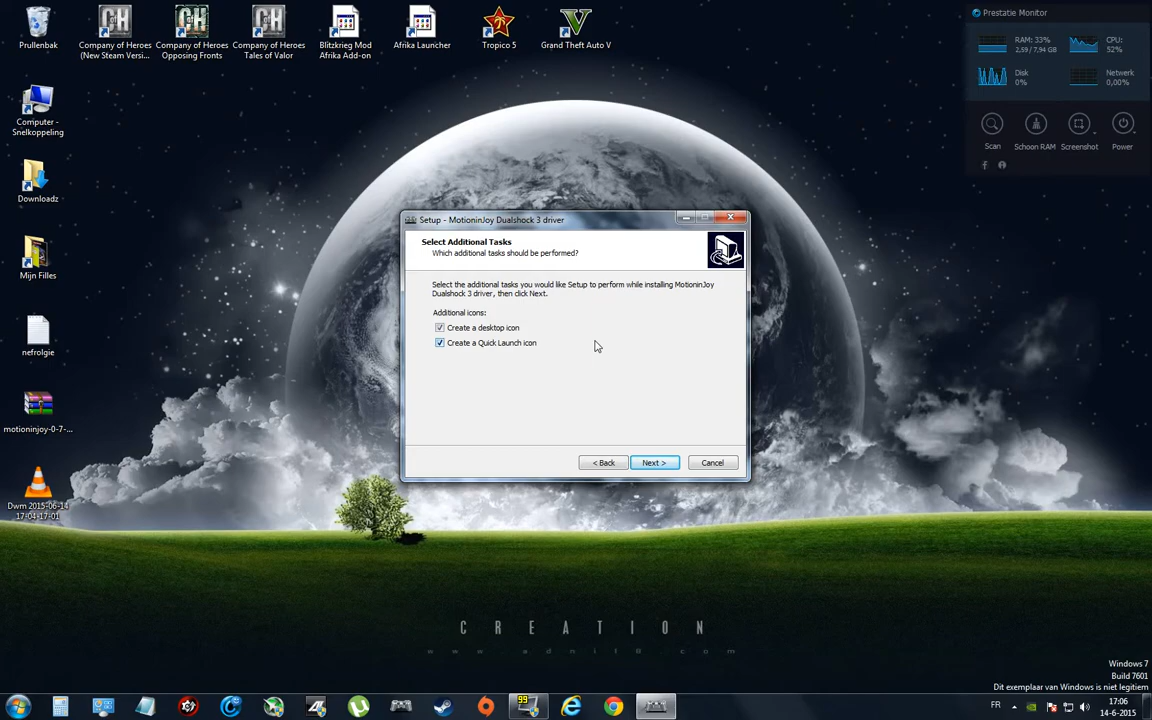 Prullenbak
Company of Heroes
(New Steam Versi...
Company of Heroes
Opposing Fronts
Company of Heroes
Tales of Valor
Blitzkrieg Mod
Afrika Add-on
Afrika Launcher
Tropico 5
Grand Theft Auto V
Prestatie Monitor
RAM: 33%
2,59 / 7,94 GB
CPU:
52%
Disk
0%
Netwerk
0,00%
Scan
Schoon RAM
Screenshot
Power
Computer -
Snelkoppeling
Downloadz
Mijn Filles
nefrolgie
motioninjoy-0-7-...
Dwm 2015-06-14
17-04-17-01
Setup - MotioninJoy Dualshock 3 driver
Select Additional Tasks
Which additional tasks should be performed?
Select the additional tasks you would like Setup to perform while installing MotioninJoy
Dualshock 3 driver, then click Next.
Additional icons:
Create a desktop icon
Create a Quick Launch icon
< Back
Next >
Cancel
CREATION
Windows 7
Build 7601
Dit exemplaar van Windows is niet legitiem
99
FR
17:06
14-6-2015